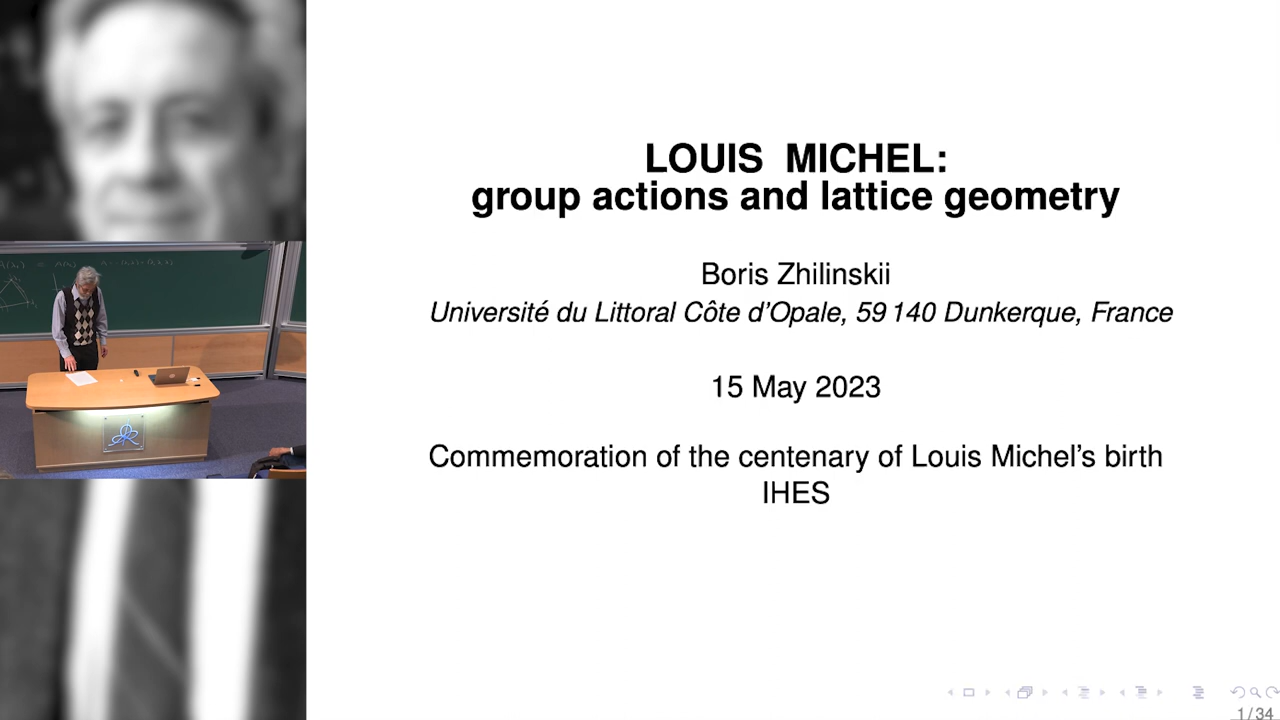 LOUIS MICHEL:
group actions and lattice geometry
Boris Zhilinskii
Université du Littoral Côte d'Opale, 59 140 Dunkerque, France
15 May 2023
Commemoration of the centenary of Louis Michel's birth
IHES
1/34